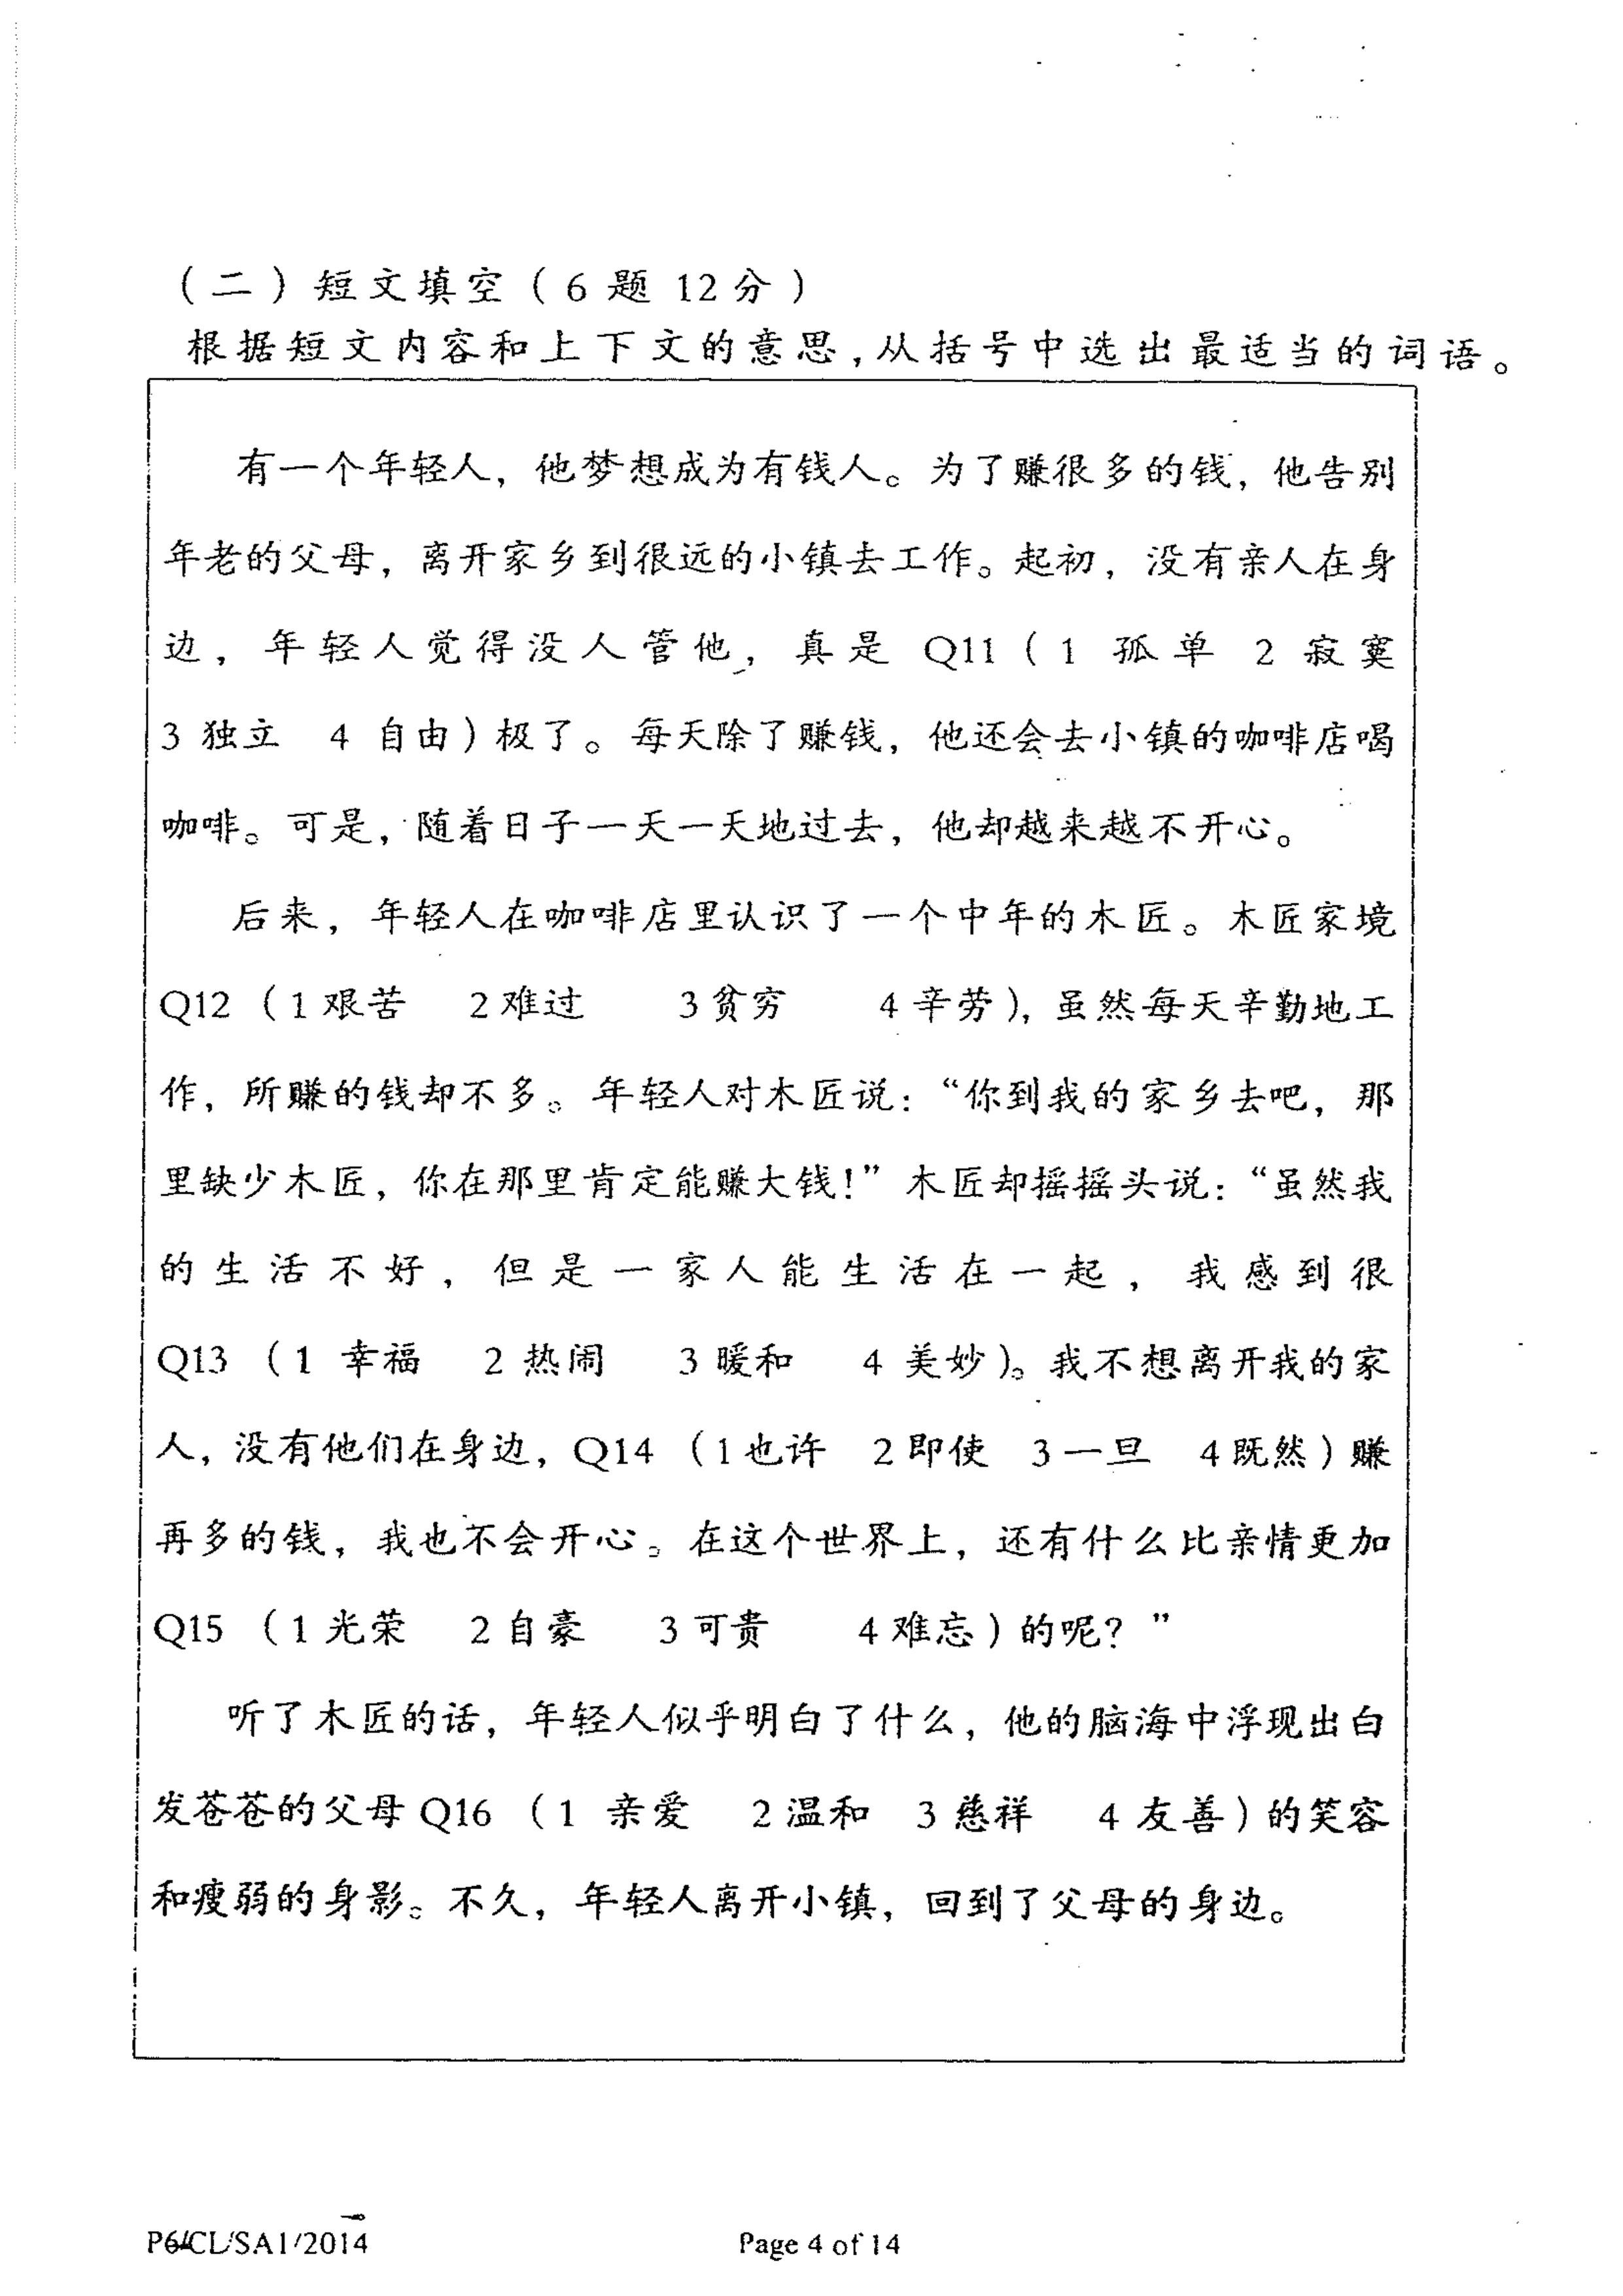 （二）短文填空（6 题 12 分）
根据短文内容和上下文的意思，从括号中选出最适当的词语。
有一个年轻人，他梦想成为有钱人。为了赚很多的钱，他告别
年老的父母，离开家乡到很远的小镇去工作。起初，没有亲人在身
边，年轻人觉得没人管他，真是 Q11（1 孤单 2 寂寞
3 独立 4 自由）极了。每天除了赚钱，他还会去小镇的咖啡店喝
咖啡。可是，随着日子一天一天地过去，他却越来越不开心。
后来，年轻人在咖啡店里认识了一个中年的木匠。木匠家境
Q12（1 艰苦 2 难过 3 贫穷 4 辛劳），虽然每天辛勤地工
作，所赚的钱却不多。年轻人对木匠说：“你到我的家乡去吧，那
里缺少木匠，你在那里肯定能赚大钱！”木匠却摇摇头说：“虽然我
的生活不好，但是一家人能生活在一起，我感到很
Q13（1 幸福 2 热闹 3 暖和 4 美妙）。我不想离开我的家
人，没有他们在身边，Q14（1 也许 2 即使 3 一旦 4 既然）赚
再多的钱，我也不会开心。在这个世界上，还有什么比亲情更加
Q15（1 光荣 2 自豪 3 可贵 4 难忘）的呢？”
听了木匠的话，年轻人似乎明白了什么，他的脑海中浮现出白
发苍苍的父母 Q16（1 亲爱 2 温和 3 慈祥 4 友善）的笑容
和瘦弱的身影。不久，年轻人离开小镇，回到了父母的身边。
P6/CL/SA1/2014 Page 4 of 14